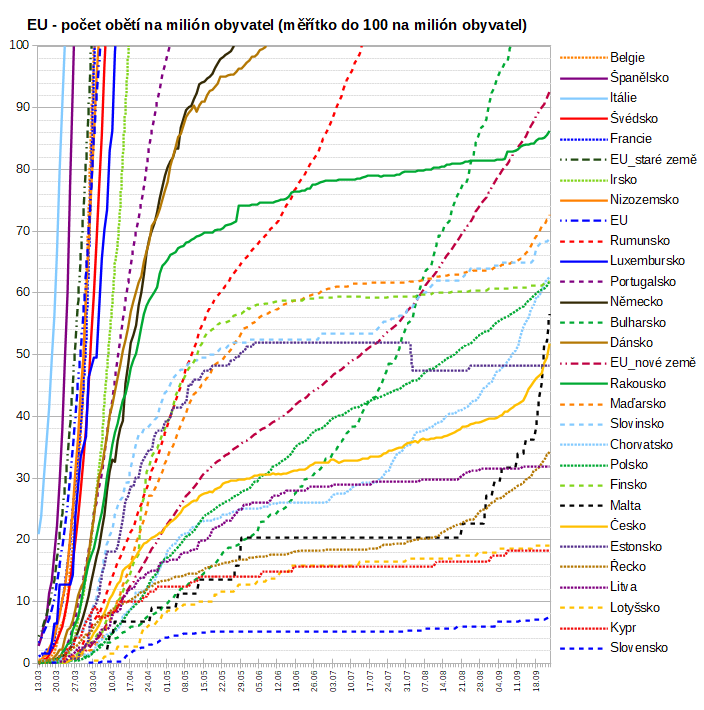 EU - počet obětí na milión obyvatel (měřítko do 100 na milión obyvatel)
100
90
80
70
60
50
40
30
20
10
0
13.03
20.03
27.03
03.04
10.04
17.04
24.04
01.05
08.05
15.05
22.05
29.05
05.06
12.06
19.06
26.06
03.07
10.07
17.07
24.07
31.07
07.08
14.08
21.08
28.08
04.09
11.09
18.09
Belgie
Španělsko
Itálie
Švédsko
Francie
EU_staré země
Irsko
Nizozemsko
EU
Rumunsko
Luxembursko
Portugalsko
Německo
Bulharsko
Dánsko
EU_nové země
Rakousko
Maďarsko
Slovinsko
Chorvatsko
Polsko
Finsko
Malta
Česko
Estonsko
Řecko
Litva
Lotyšsko
Kypr
Slovensko